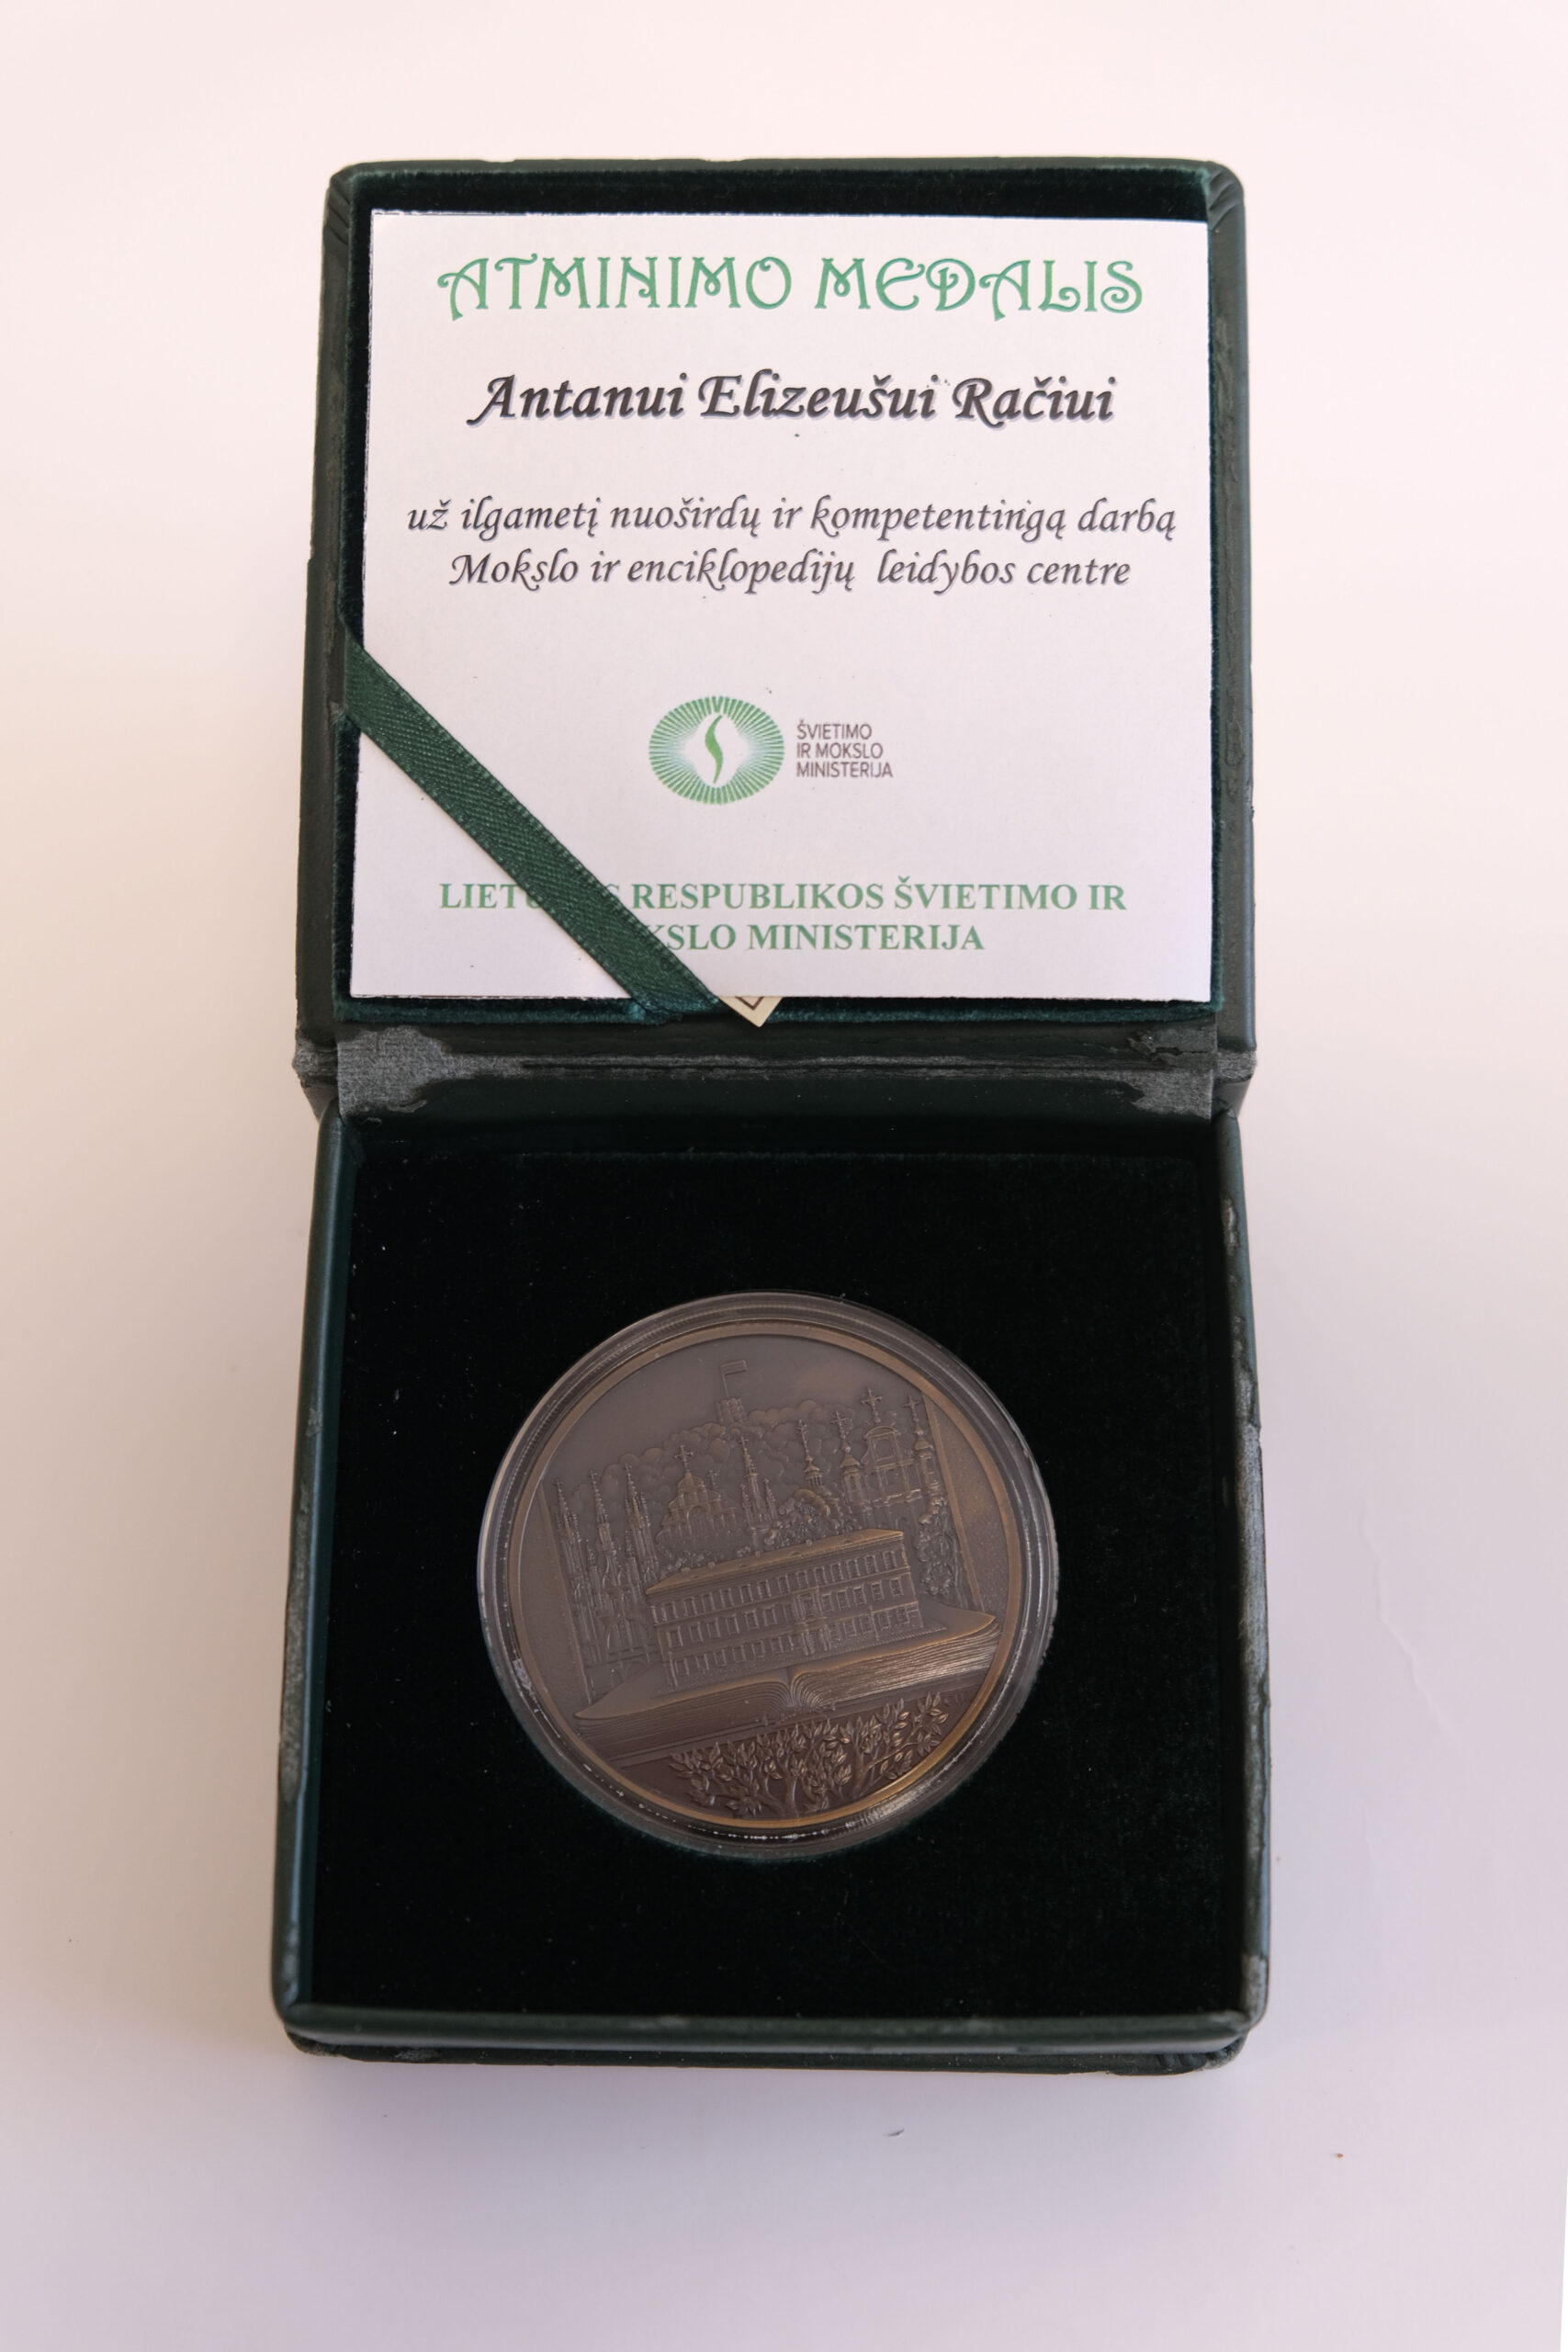 ATMINIMO MEDALIS
Antanui Elizeušui Račiui
už ilgametį nuoširdų ir kompetentingą darbą
Mokslo ir enciklopedijų leidybos centre
ŠVIETIMO
IR MOKSLO
MINISTERIJA
RESPUBLIKOS ŠVIETIMO IR
MINISTERIJA